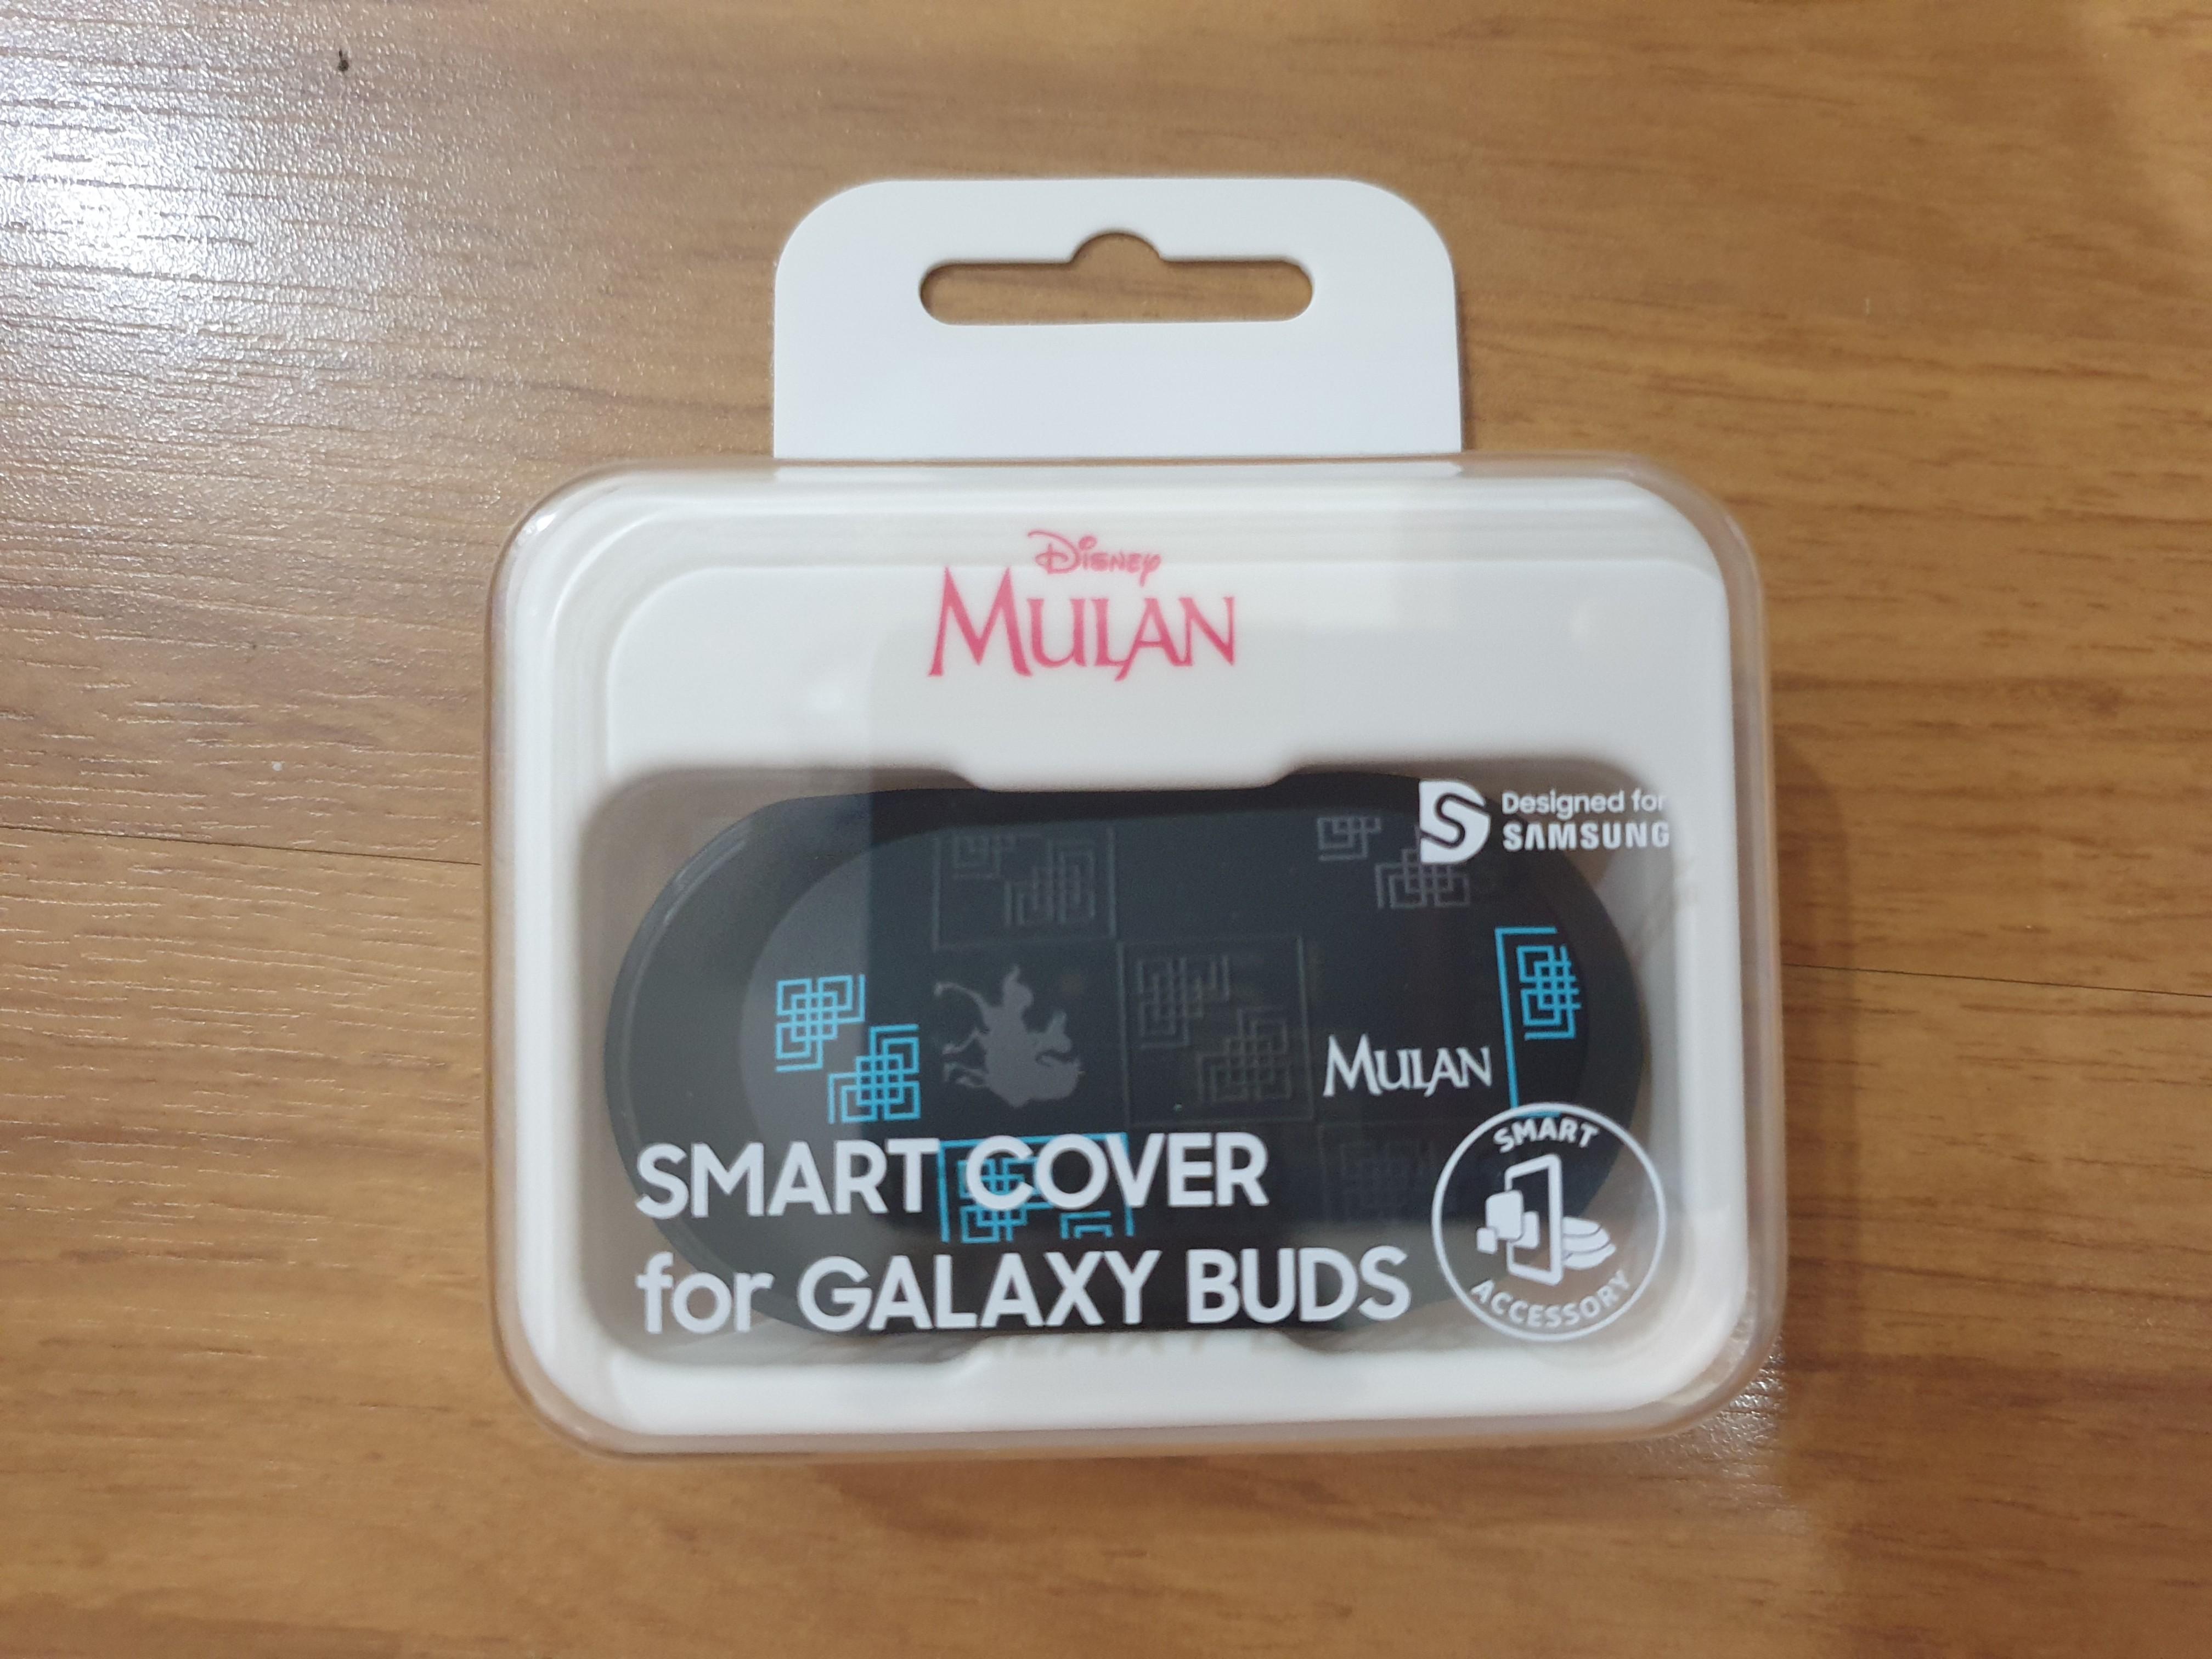 Disney
MULAN
Designed for
SAMSUNG
MULAN
SMART COVER
for GALAXY BUDS
SMART
ACCESSORY